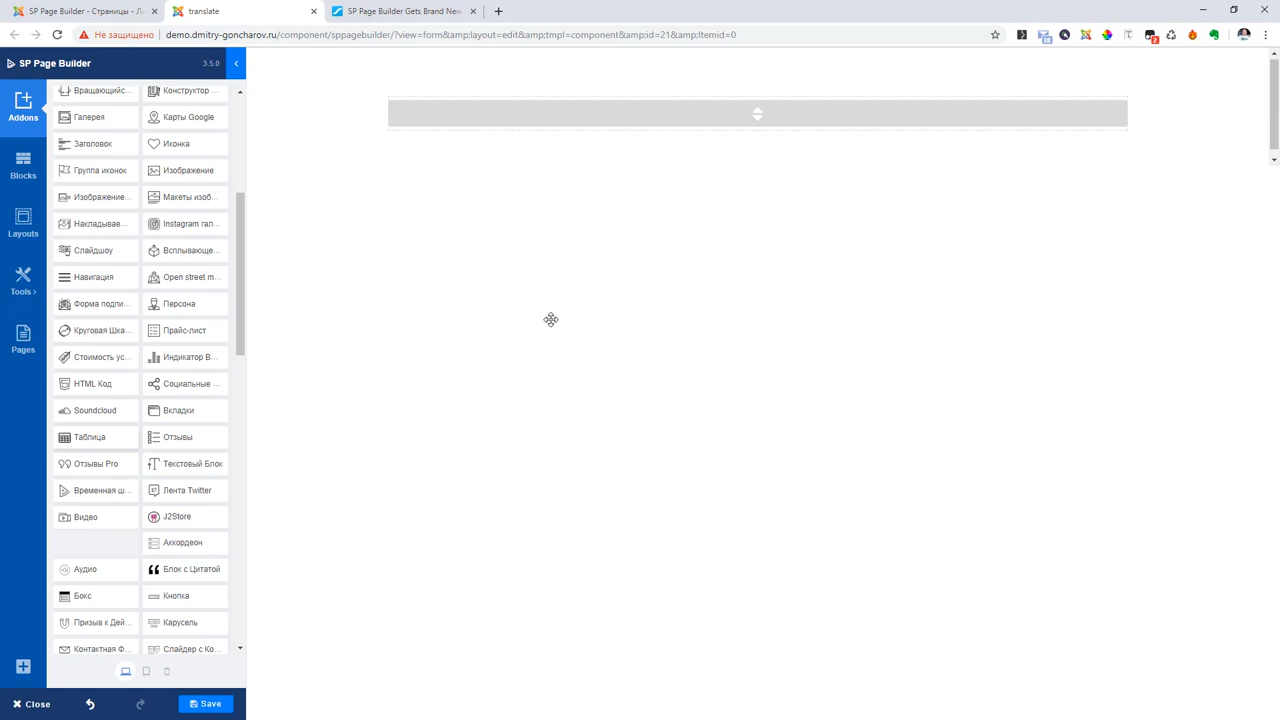 SP Page Builder - Страницы - Ли
translate
SP Page Builder Gets Brand New
Не защищено
demo.dmitry-goncharov.ru/component/sppagebuilder/?view=form&amp;layout=edit&amp;tmpl=component&amp;id=21&amp;Itemid=0
SP Page Builder
3.5.0
Addons
Blocks
Layouts
Tools
Pages
Вращающийс...
Конструктор ...
Галерея
Карты Google
Заголовок
Иконка
Группа иконок
Изображение
Изображение...
Макеты изоб...
Накладывае...
Instagram гал...
Слайдшоу
Всплывающе...
Навигация
Open street m...
Форма подпи...
Персона
Круговая Шка...
Прайс-лист
Стоимость ус...
Индикатор В...
HTML Код
Социальные ...
Soundcloud
Вкладки
Таблица
Отзывы
Отзывы Pro
Текстовый Блок
Временная ш...
Лента Twitter
Видео
J2Store
Аккордеон
Аудио
Блок с Цитатой
Бокс
Кнопка
Призыв к Дей...
Карусель
Контактная Ф...
Слайдер с Ко...
Close
Save